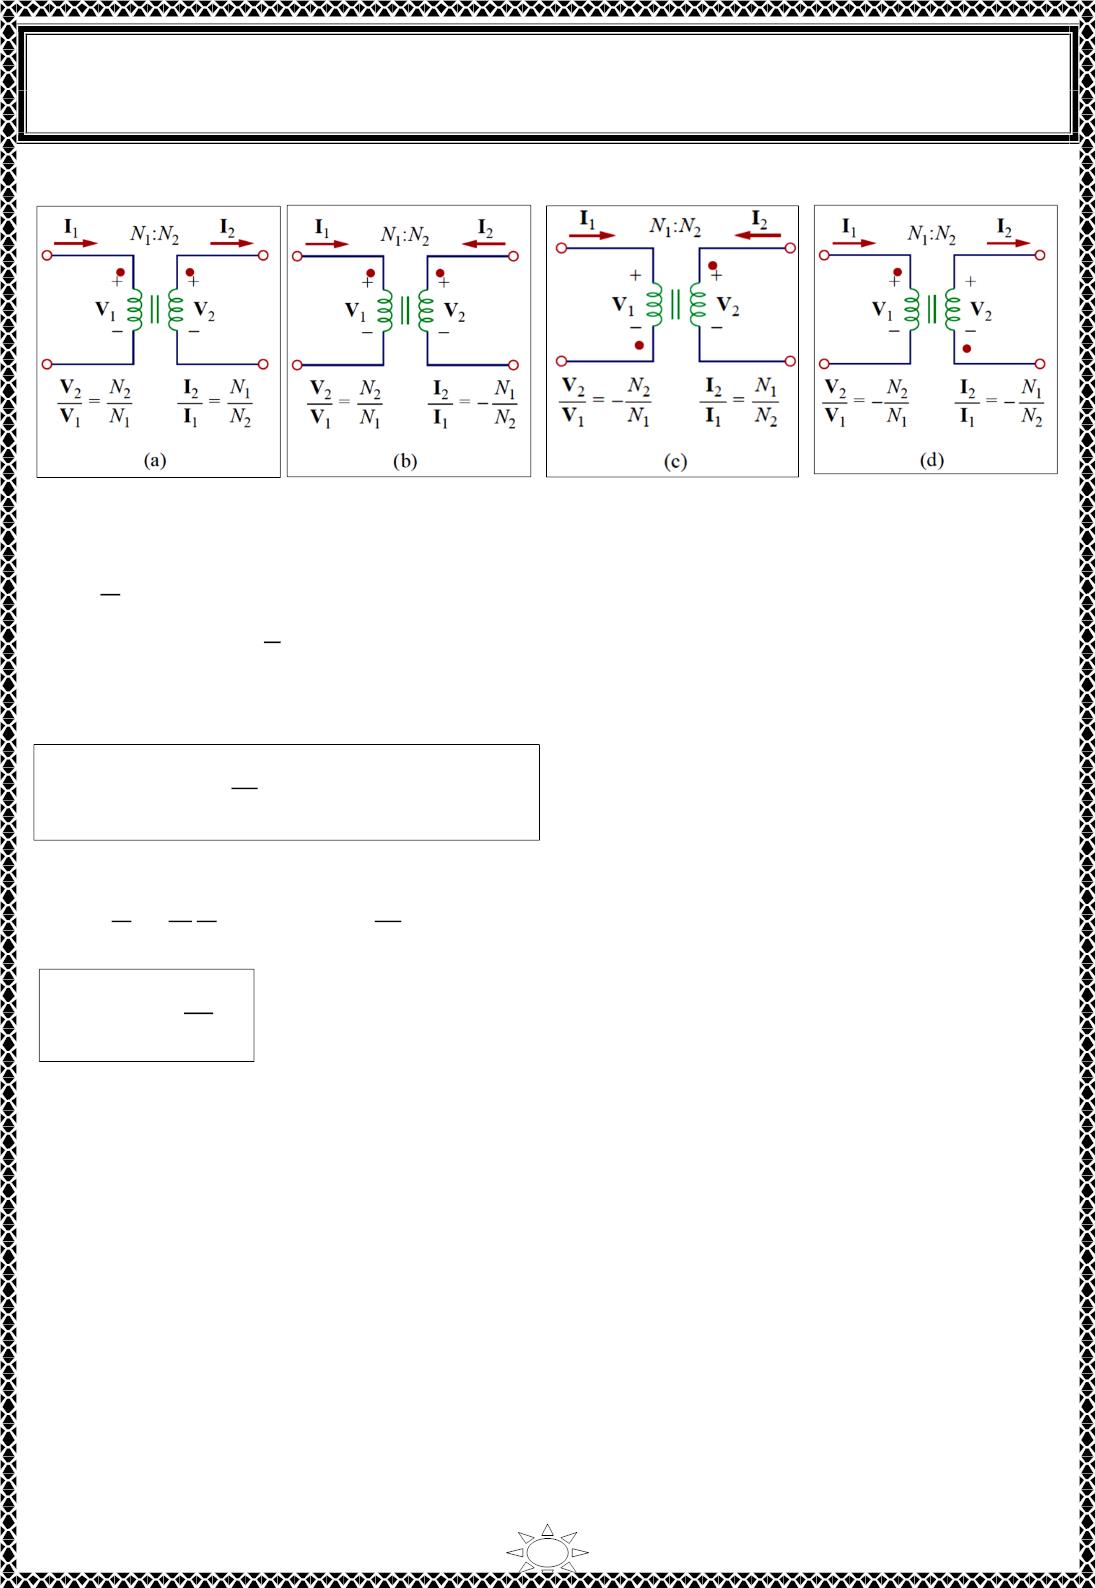 I1 N1:N2 I2
+ +
V1 V2
− −
V2/V1 = N2/N1 I2/I1 = N1/N2
(a)
I1 N1:N2 I2
+ +
V1 V2
− −
V2/V1 = N2/N1 I2/I1 = −N1/N2
(b)
I1 N1:N2 I2
+ +
V1 V2
− −
V2/V1 = −N2/N1 I2/I1 = N1/N2
(c)
I1 N1:N2 I2
+ +
V1 V2
− −
V2/V1 = −N2/N1 I2/I1 = −N1/N2
(d)